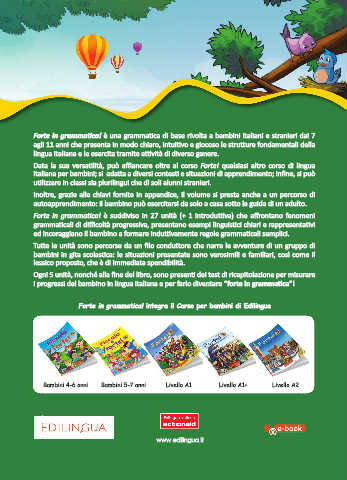 Forte in grammatica! è una grammatica di base rivolta a bambini italiani e stranieri dai 7
agli 11 anni che presenta in modo chiaro, intuitivo e giocoso le strutture fondamentali della
lingua italiana e le esercita tramite attività di diverso genere.
Data la sua versatilità, può affiancare oltre al corso Forte! qualsiasi altro corso di lingua
italiana per bambini; si adatta a diversi contesti e situazioni di apprendimento; infine, si può
utilizzare in classi sia plurilingui che di soli alunni stranieri.
Inoltre, grazie alle chiavi fornite in appendice, il volume si presta anche a un percorso di
autoapprendimento: il bambino può esercitarsi da solo a casa sotto la guida di un adulto.
Forte in grammatica! è suddiviso in 27 unità (+ 1 introduttiva) che affrontano fenomeni
grammaticali di difficoltà progressiva, presentano esempi linguistici chiari e rappresentativi
ed incoraggiano il bambino a formare induttivamente regole grammaticali semplici.
Tutte le unità sono percorse da un filo conduttore che narra le avventure di un gruppo di
bambini in gita scolastica: le situazioni presentate sono verosimili e familiari, così come il
lessico proposto, che è di immediata spendibilità.
Ogni 5 unità, nonché alla fine del libro, sono presenti dei test di ricapitolazione per misurare
i progressi del bambino in lingua italiana e per farlo diventare "forte in grammatica"!
Forte in grammatica! integra il Corso per bambini di Edilingua
Bambini 4-6 anni
Bambini 5-7 anni
Livello A1
Livello A1+
Livello A2
EDILINGUA
actionaid
www.edilingua.it
e-book